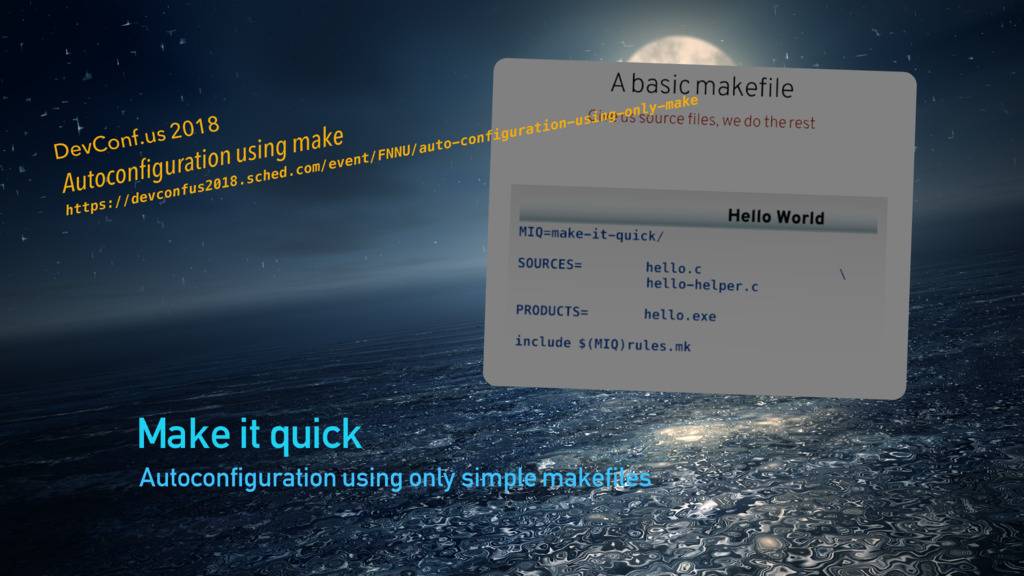 DevConf.us 2018
Autoconfiguration using make
https://devconfus2018.sched.com/event/FNNU/auto-configuration-using-only-make
A basic makefile
Give us source files, we do the rest
Hello World
MIQ=make-it-quick/
SOURCES= hello.c \
hello-helper.c
PRODUCTS= hello.exe
include $(MIQ)rules.mk
Make it quick
Autoconfiguration using only simple makefiles